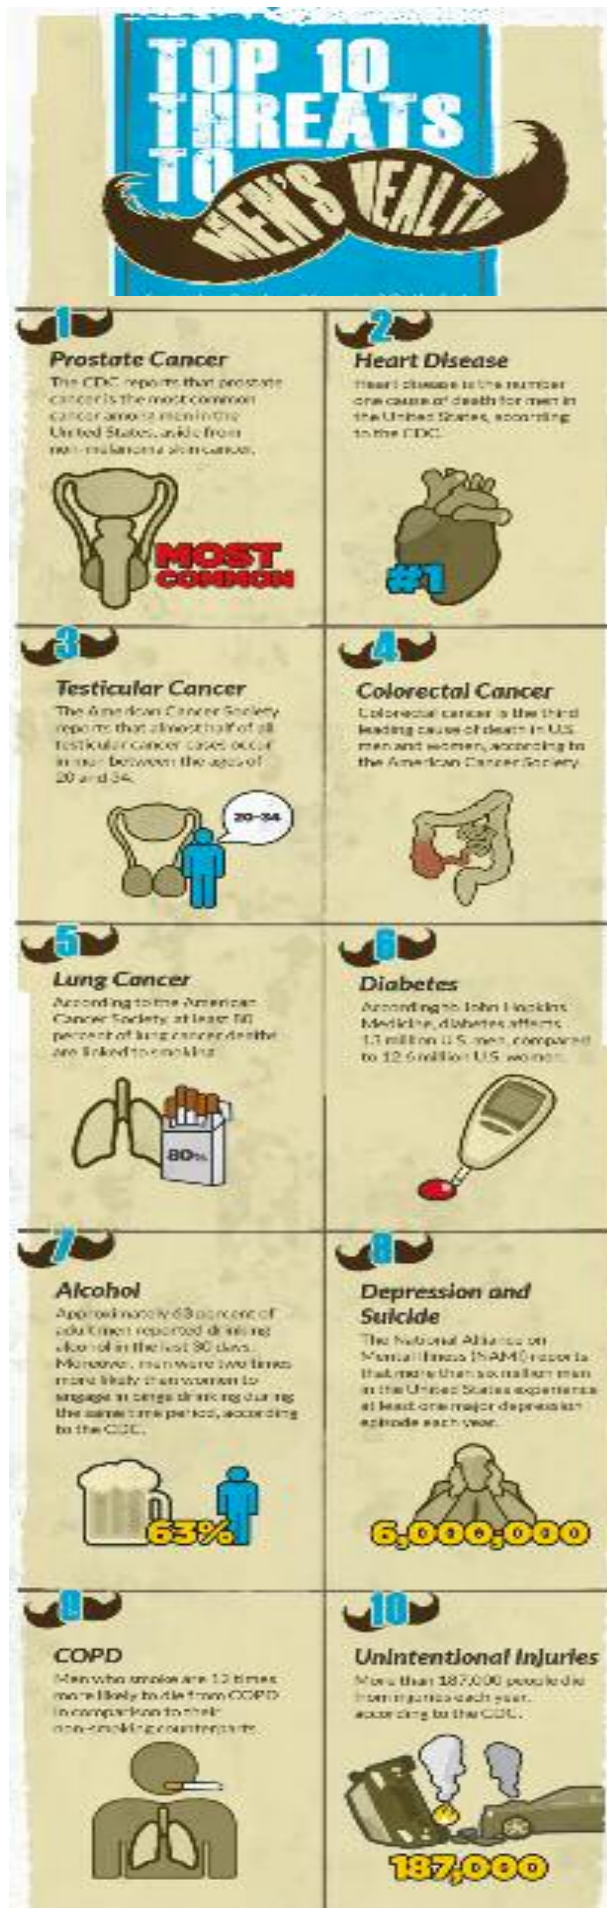 TOP 10
THREATS
TO
MEN'S HEALTH
1
Prostate Cancer
The CDC reports that prostate
cancer is the most common
cancer among men in the
United States, aside from
non-melanoma skin cancer.
MOST
COMMON
2
Heart Disease
Heart disease is the number
one cause of death for men in
the United States, according
to the CDC.
#1
3
Testicular Cancer
The American Cancer Society
reports that almost half of all
testicular cancer cases occur
in men between the ages of
20 and 34.
20-34
4
Colorectal Cancer
Colorectal cancer is the third
leading cause of death in U.S.
men and women, according to
the American Cancer Society.
5
Lung Cancer
According to the American
Cancer Society, at least 80
percent of lung cancer deaths
are linked to smoking.
80%
6
Diabetes
According to John Hopkins
Medicine, diabetes affects
13 million U.S. men, compared
to 12.6 million U.S. women.
7
Alcohol
Approximately 63 percent of
adult men reported drinking
alcohol in the last 30 days.
Moreover, men were two times
more likely than women to
engage in binge drinking during
the same time period, according
to the CDC.
63%
8
Depression and
Suicide
The National Alliance on
Mental Illness (NAMI) reports
that more than six million men
in the United States experience
at least one major depression
episode each year.
6,000,000
9
COPD
Men who smoke are 12 times
more likely to die from COPD
in comparison to their
non-smoking counterparts.
10
Unintentional Injuries
More than 187,000 people die
from injuries each year,
according to the CDC.
187,000